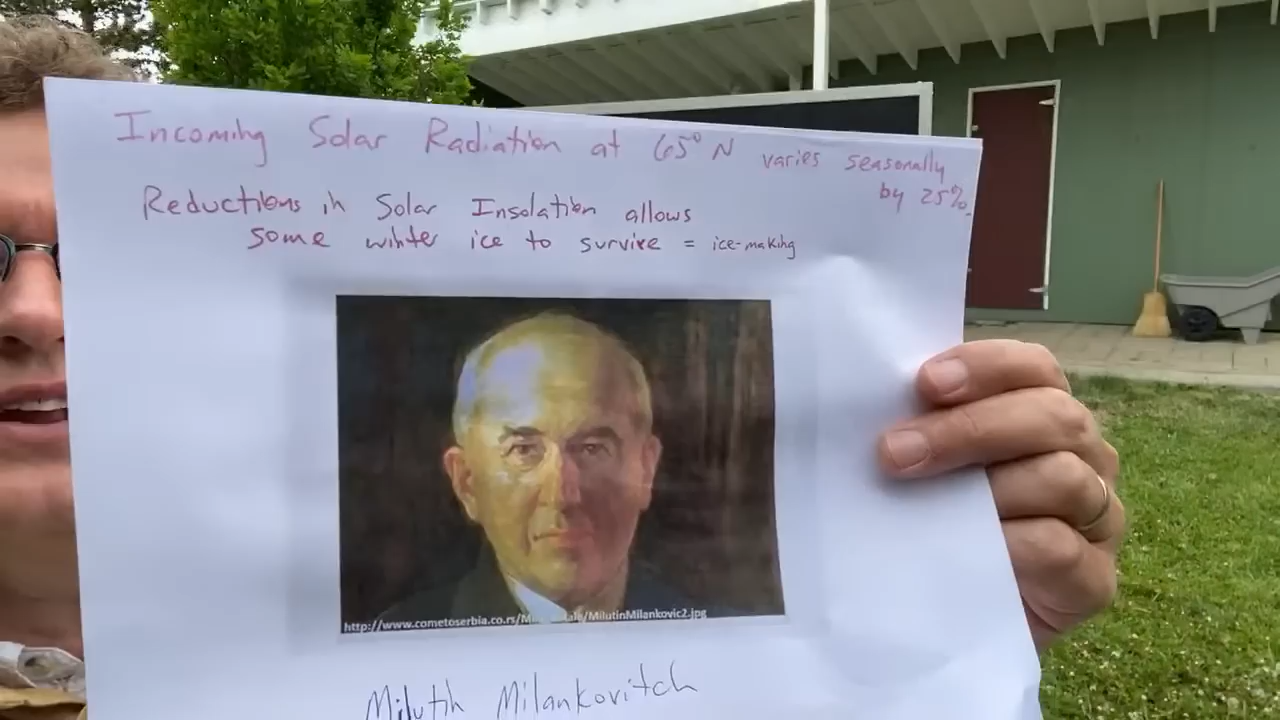 Incoming Solar Radiation at 65° N varies seasonally
by 25%.
Reductions in Solar Insolation allows
some winter ice to survive = ice-making
http://www.cometoserbia.co.rs/M /MilutinMilankovic2.jpg
Milutin Milankovitch